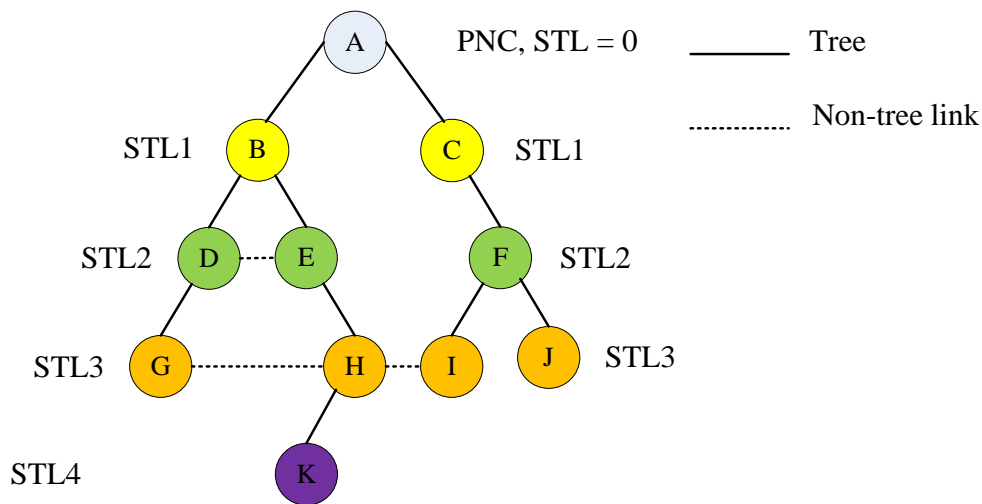 A
PNC, STL = 0
Tree
Non-tree link
STL1
B
C
STL1
STL2
D
E
F
STL2
STL3
G
H
I
J
STL3
STL4
K